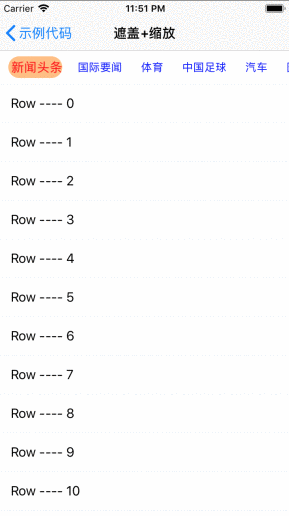 Carrier 11:51 PM
示例代码 遮盖+缩放
新闻头条 国际要闻 体育 中国足球 汽车
Row ---- 0
Row ---- 1
Row ---- 2
Row ---- 3
Row ---- 4
Row ---- 5
Row ---- 6
Row ---- 7
Row ---- 8
Row ---- 9
Row ---- 10